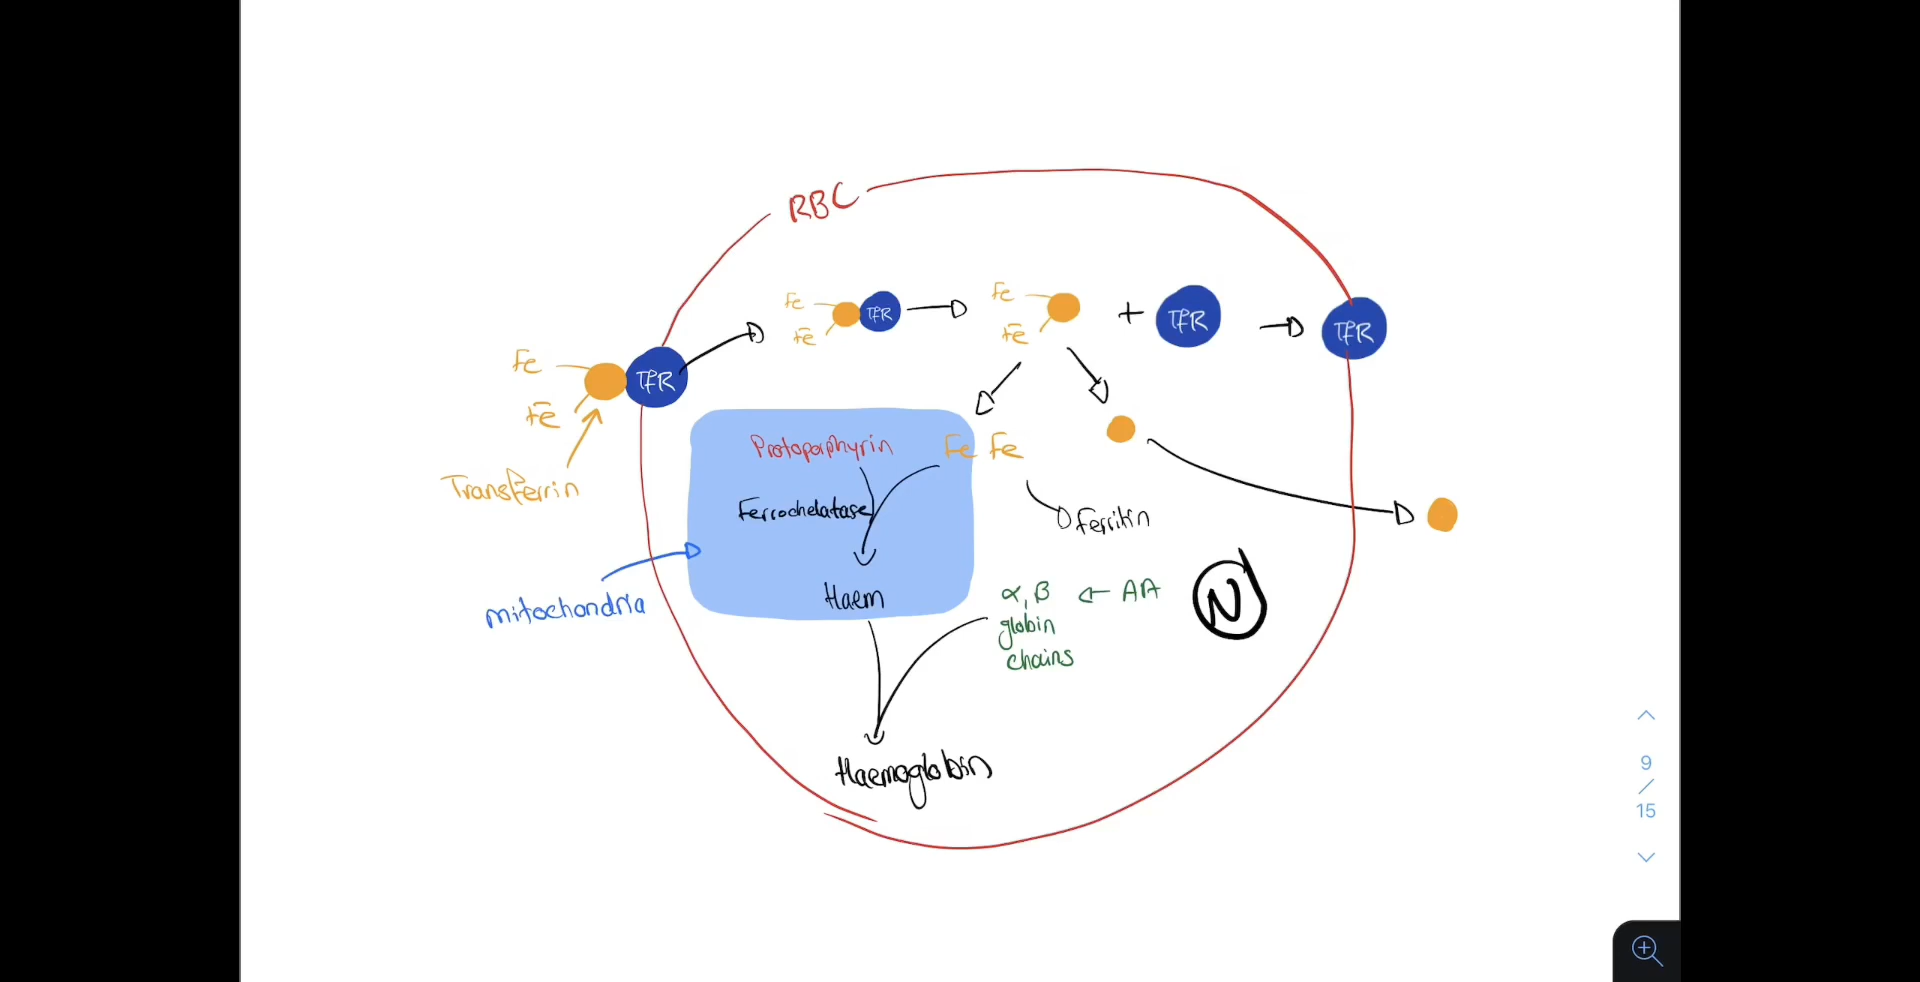 RBC
Fe
Fe
TFR
Fe
Fe
TFR
TFR
Fe
Fe
TFR
Transferrin
+
TFR
Protoporphyrin
Fe Fe
Ferrochelatase
Ferritin
Haem
mitochondria
α, β ← AA
globin
chains
N
Haemoglobin
9
/
15